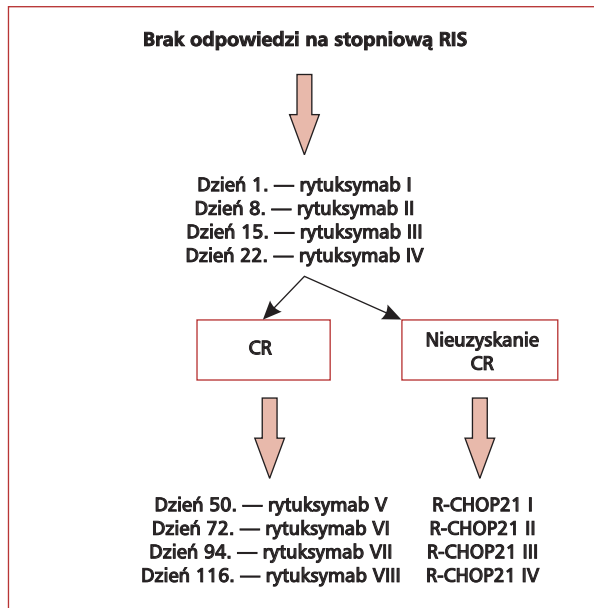 Brak odpowiedzi na stopniową RIS
Dzień 1. — rytuksymab I
Dzień 8. — rytuksymab II
Dzień 15. — rytuksymab III
Dzień 22. — rytuksymab IV
CR
Nieuzyskanie
CR
Dzień 50. — rytuksymab V
Dzień 72. — rytuksymab VI
Dzień 94. — rytuksymab VII
Dzień 116. — rytuksymab VIII
R-CHOP21 I
R-CHOP21 II
R-CHOP21 III
R-CHOP21 IV